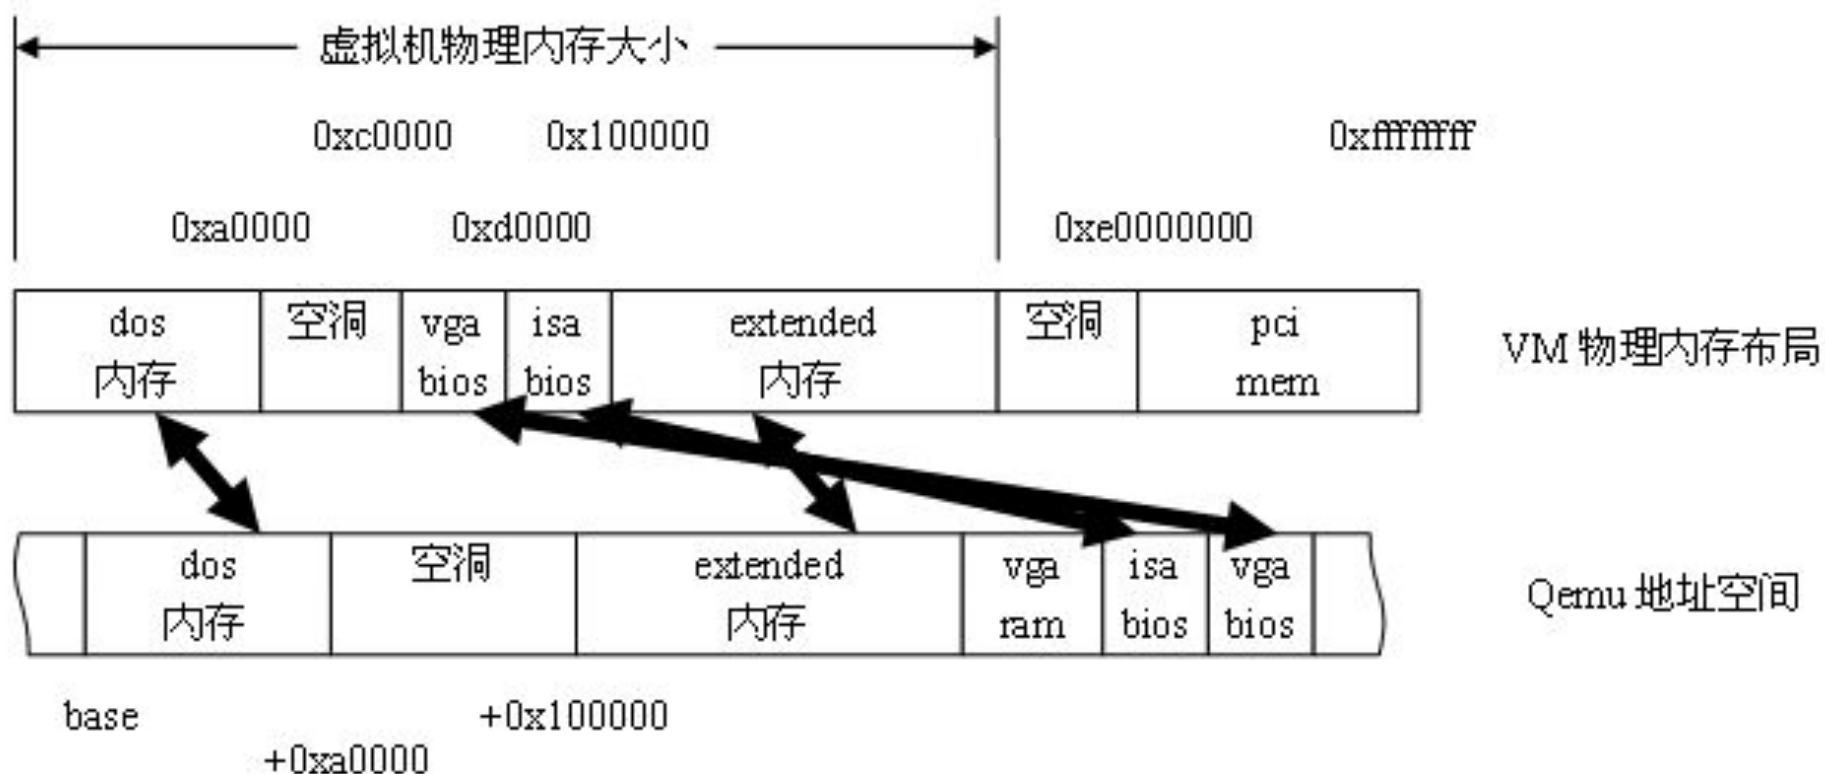 虚拟机物理内存大小
0xc0000 0x100000 0xffffffff
0xa0000 0xd0000 0xe0000000
dos 空洞 vga isa extended 空洞 pci
内存 bios bios 内存 mem
VM 物理内存布局
dos 空洞 extended vga isa vga
内存 内存 ram bios bios
Qemu 地址空间
base +0x100000
+0xa0000